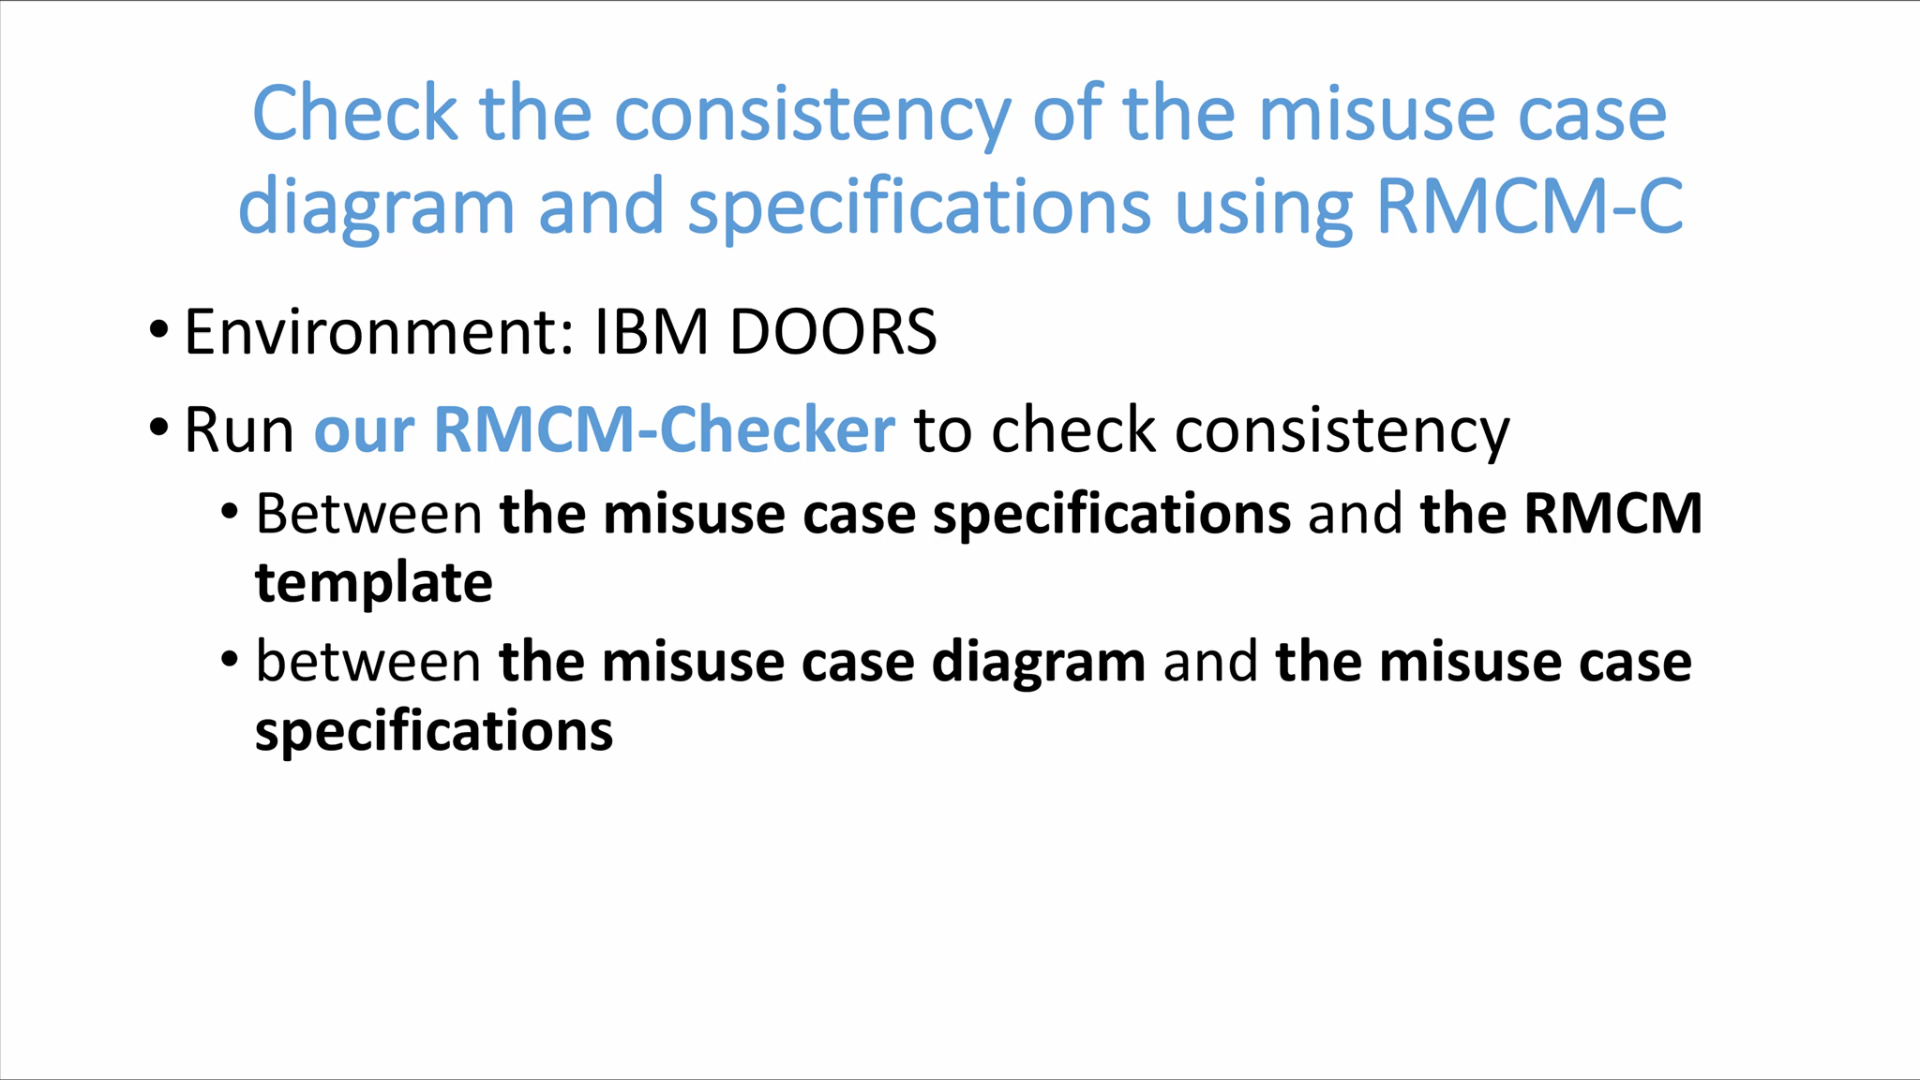 Check the consistency of the misuse case
diagram and specifications using RMCM-C
• Environment: IBM DOORS
• Run our RMCM-Checker to check consistency
• Between the misuse case specifications and the RMCM
template
• between the misuse case diagram and the misuse case
specifications